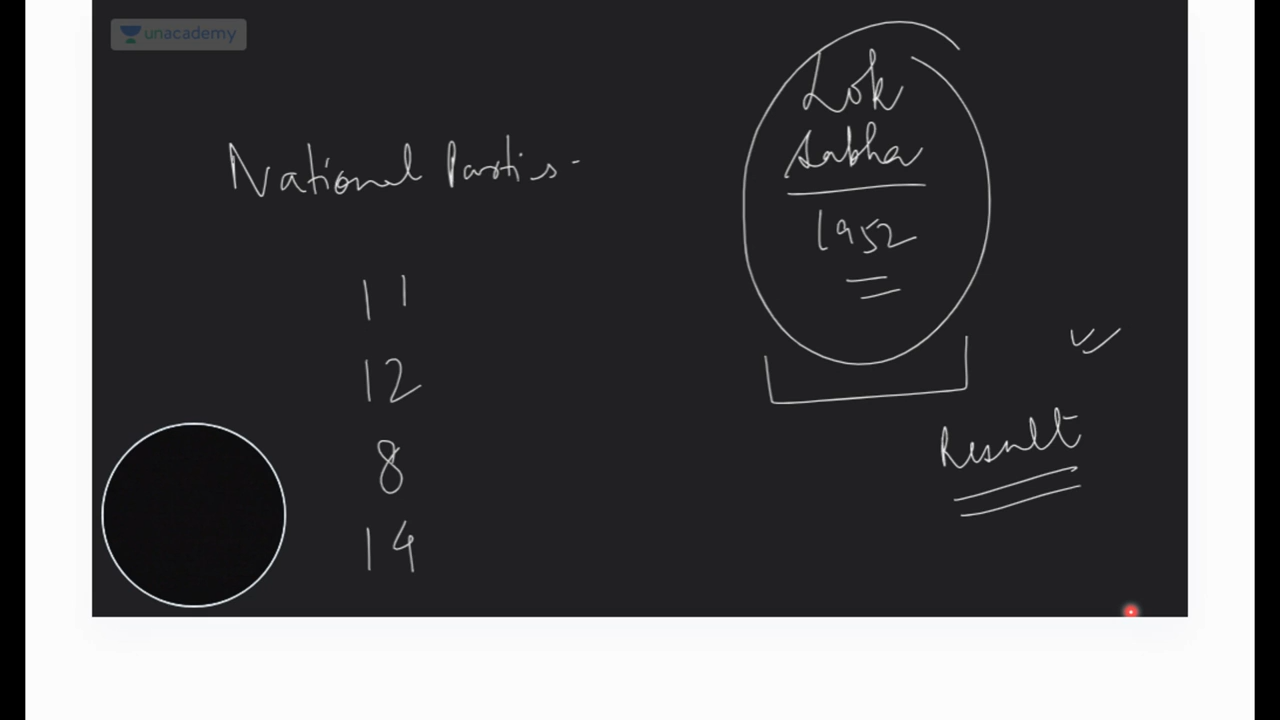 unacademy
National Parties -
11
12
8
14
Lok
Sabha
1952
Result